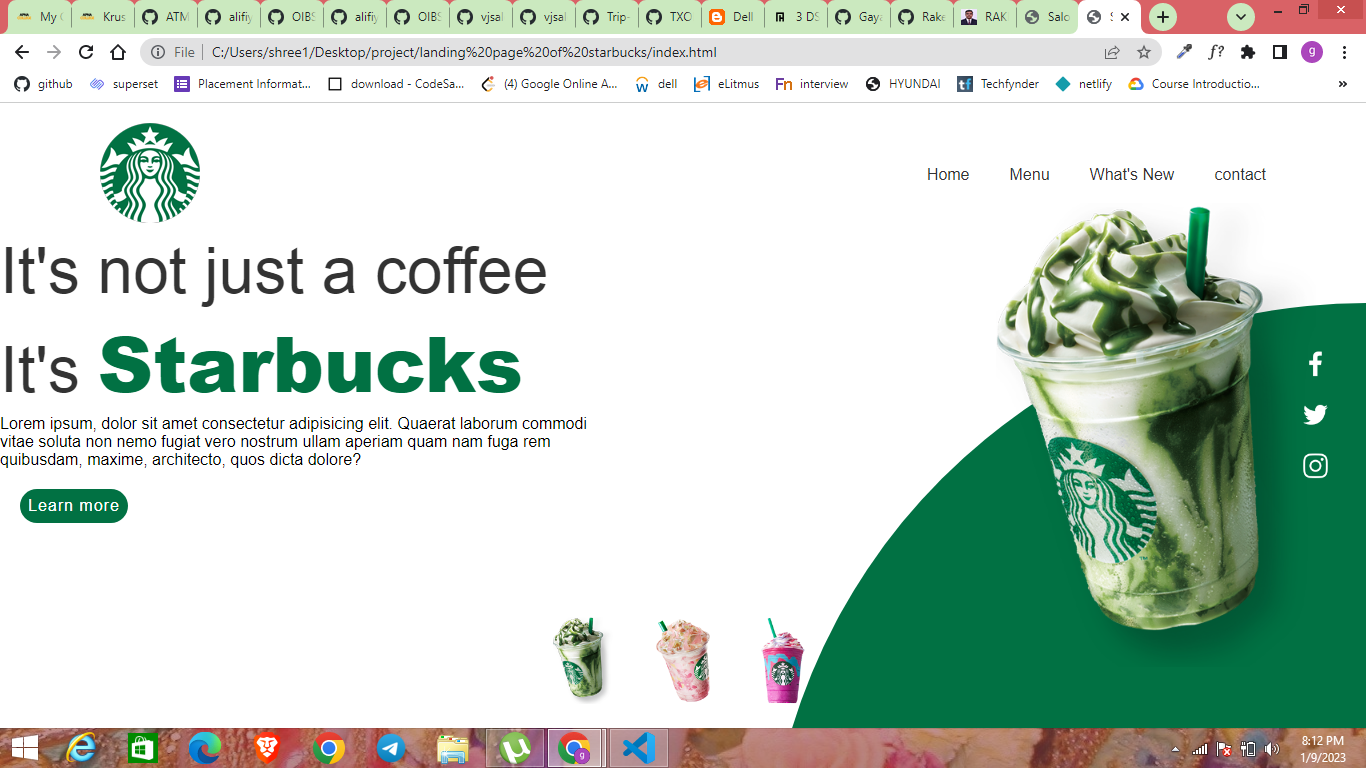 My C
Krus
ATM
alifiy
OIBS
alifiy
OIBS
vjsal
vjsal
Trip-
TXO
Dell
3 DS
Gaya
Rake
RAK
Salo
S
File C:/Users/shree1/Desktop/project/landing%20page%20of%20starbucks/index.html
f?
g
github superset Placement Informat... download - CodeSa... (4) Google Online A... dell eLitmus Fn interview HYUNDAI tf Techfynder netlify Course Introductio... »
Home Menu What's New contact
It's not just a coffee
It's Starbucks
Lorem ipsum, dolor sit amet consectetur adipisicing elit. Quaerat laborum commodi
vitae soluta non nemo fugiat vero nostrum ullam aperiam quam nam fuga rem
quibusdam, maxime, architecto, quos dicta dolore?
Learn more
8:12 PM
1/9/2023